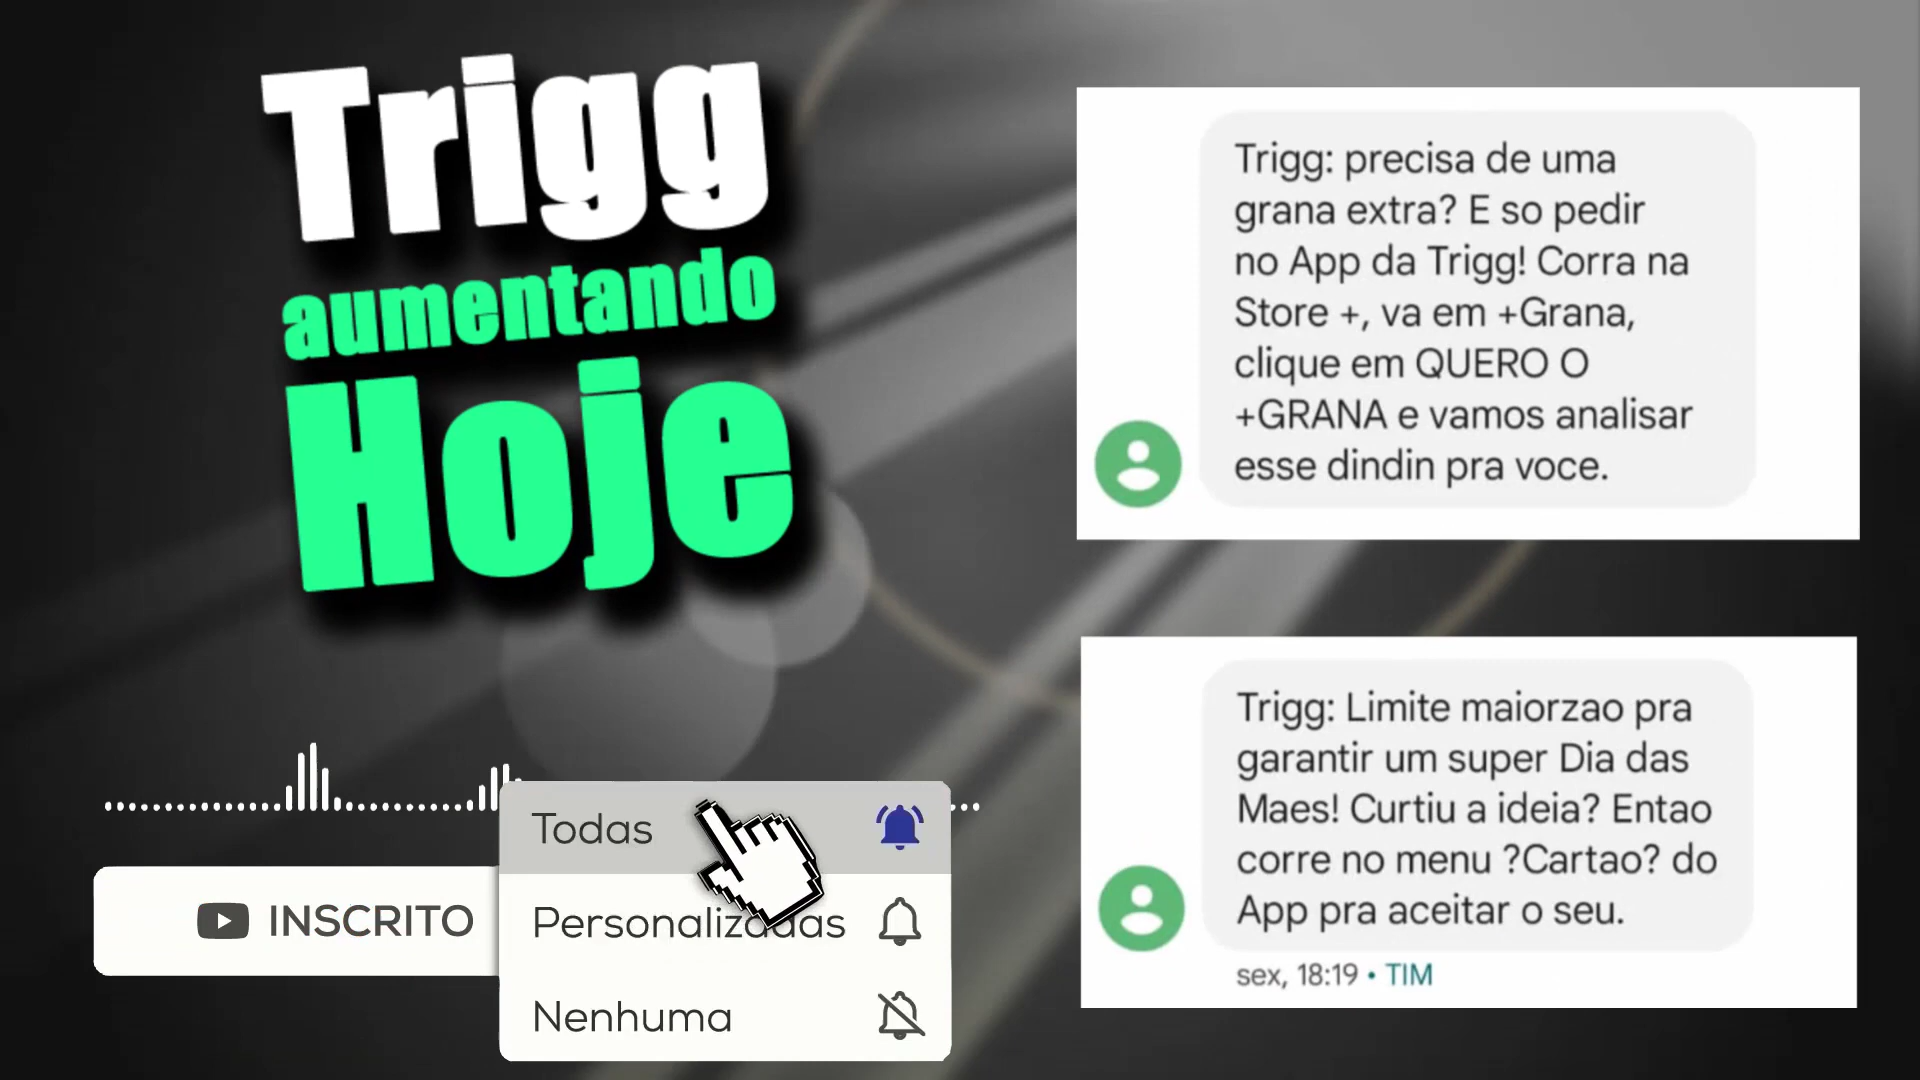 Trigg
aumentando
Hoje
Trigg: precisa de uma
grana extra? E so pedir
no App da Trigg! Corra na
Store +, va em +Grana,
clique em QUERO O
+GRANA e vamos analisar
esse dindin pra voce.
Trigg: Limite maiorzao pra
garantir um super Dia das
Maes! Curtiu a ideia? Entao
corre no menu ?Cartao? do
App pra aceitar o seu.
sex, 18:19 • TIM
INSCRITO
Todas
Personalizadas
Nenhuma